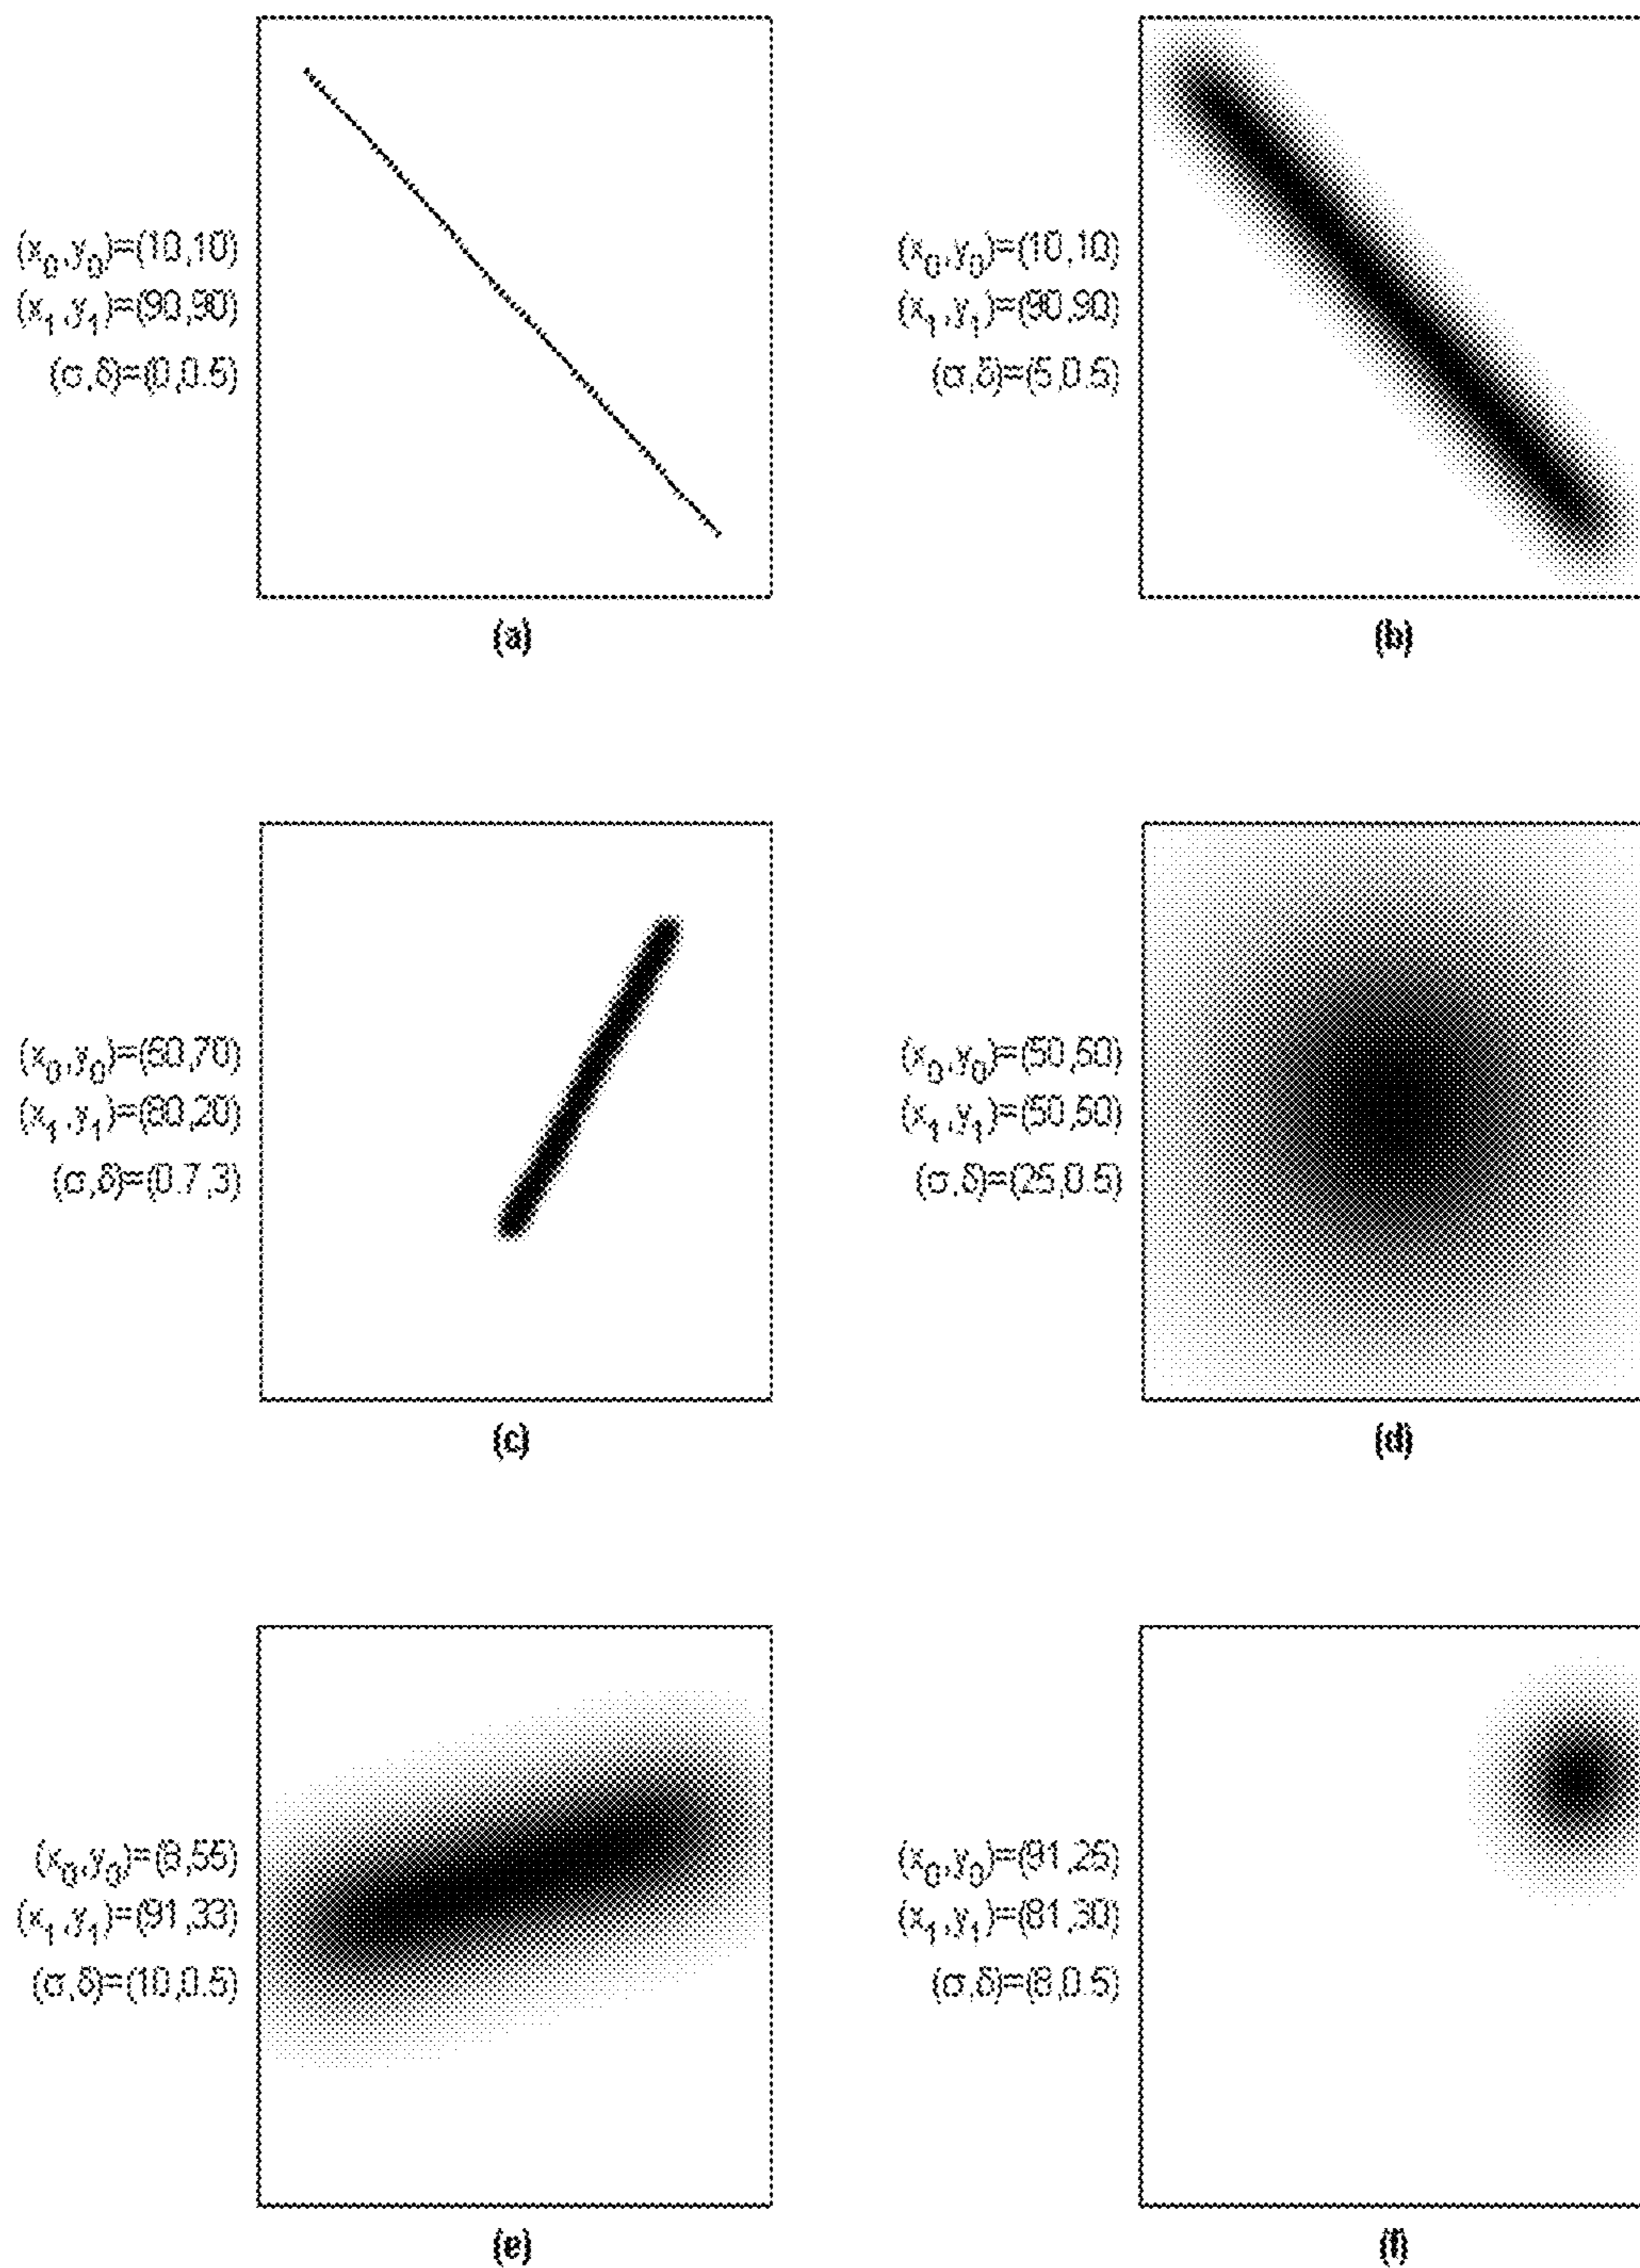 (x₀,y₀)=(10,10)
(x₁,y₁)=(90,90)
(σ,δ)=(0,0.5)
(a)
(x₀,y₀)=(10,10)
(x₁,y₁)=(90,90)
(σ,δ)=(5,0.5)
(b)
(x₀,y₀)=(50,70)
(x₁,y₁)=(80,20)
(σ,δ)=(0.7,3)
(c)
(x₀,y₀)=(50,50)
(x₁,y₁)=(50,50)
(σ,δ)=(25,0.5)
(d)
(x₀,y₀)=(8,55)
(x₁,y₁)=(91,33)
(σ,δ)=(10,0.5)
(e)
(x₀,y₀)=(91,25)
(x₁,y₁)=(81,30)
(σ,δ)=(8,0.5)
(f)